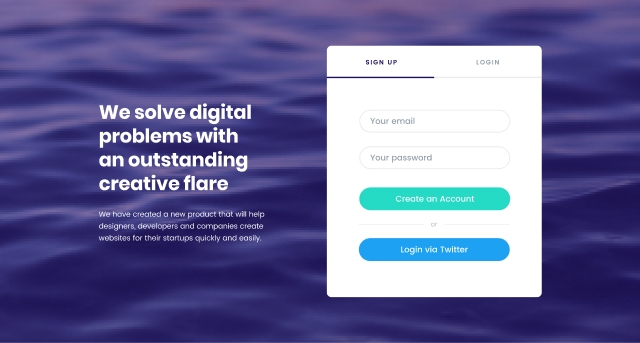 SIGN UP
LOGIN
We solve digital
problems with
an outstanding
creative flare
We have created a new product that will help
designers, developers and companies create
websites for their startups quickly and easily.
Your email
Your password
Create an Account
or
Login via Twitter